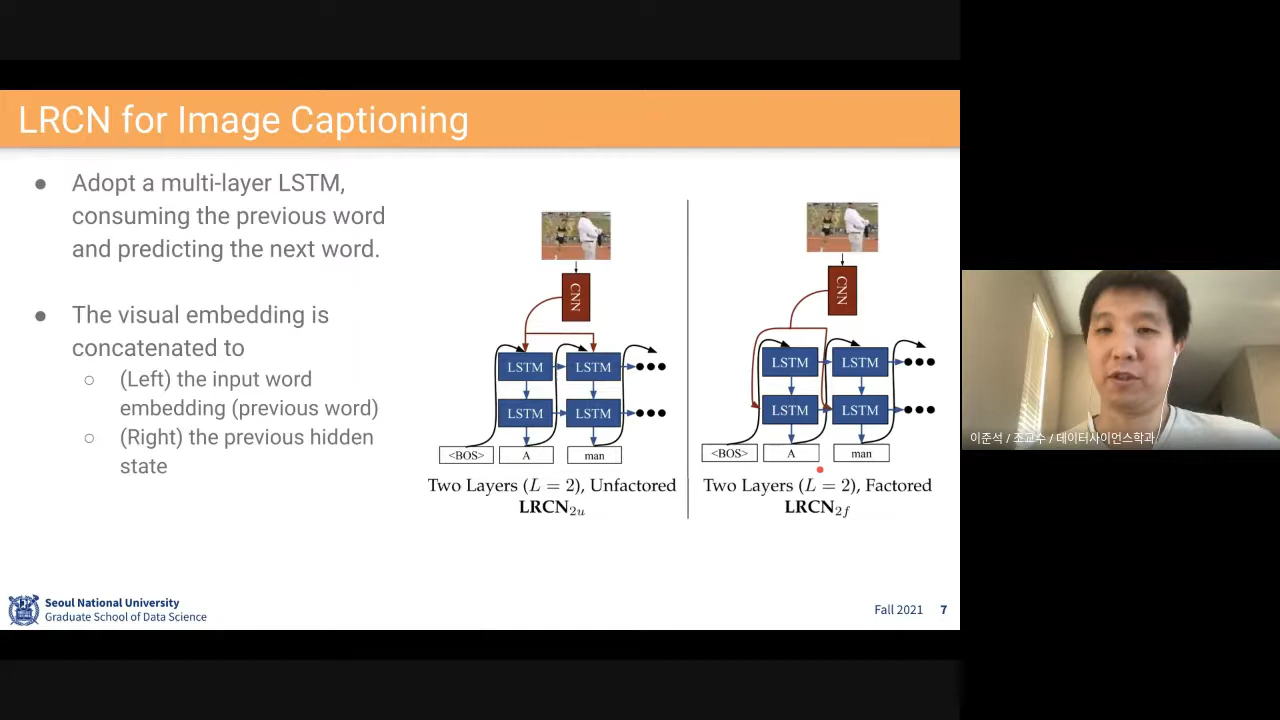 LRCN for Image Captioning
● Adopt a multi-layer LSTM,
consuming the previous word
and predicting the next word.
● The visual embedding is
concatenated to
○ (Left) the input word
embedding (previous word)
○ (Right) the previous hidden
state
CNN
LSTM LSTM
LSTM LSTM
<BOS> A man
Two Layers (L = 2), Unfactored
LRCN2u
CNN
LSTM LSTM
LSTM LSTM
<BOS> A man
Two Layers (L = 2), Factored
LRCN2f
이준석 / 조교수 / 데이터사이언스학과
Seoul National University
Graduate School of Data Science
Fall 2021 7